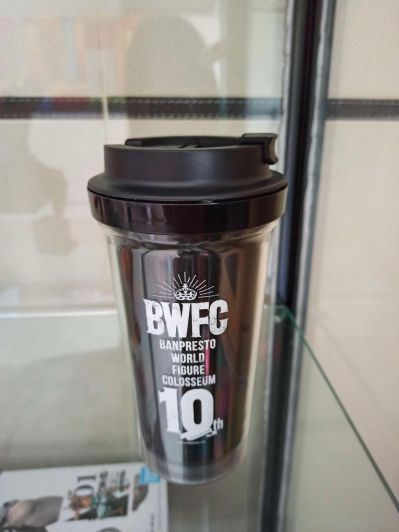 BWFC
BANPRESTO
WORLD
FIGURE
COLOSSEUM
10th